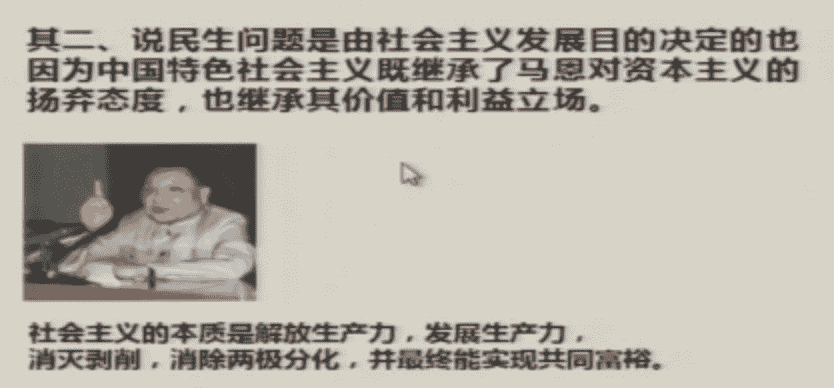 其二、说民生问题是由社会主义发展目的决定的也
因为中国特色社会主义既继承了马恩对资本主义的
扬弃态度，也继承其价值和利益立场。
社会主义的本质是解放生产力，发展生产力，
消灭剥削，消除两极分化，并最终能实现共同富裕。